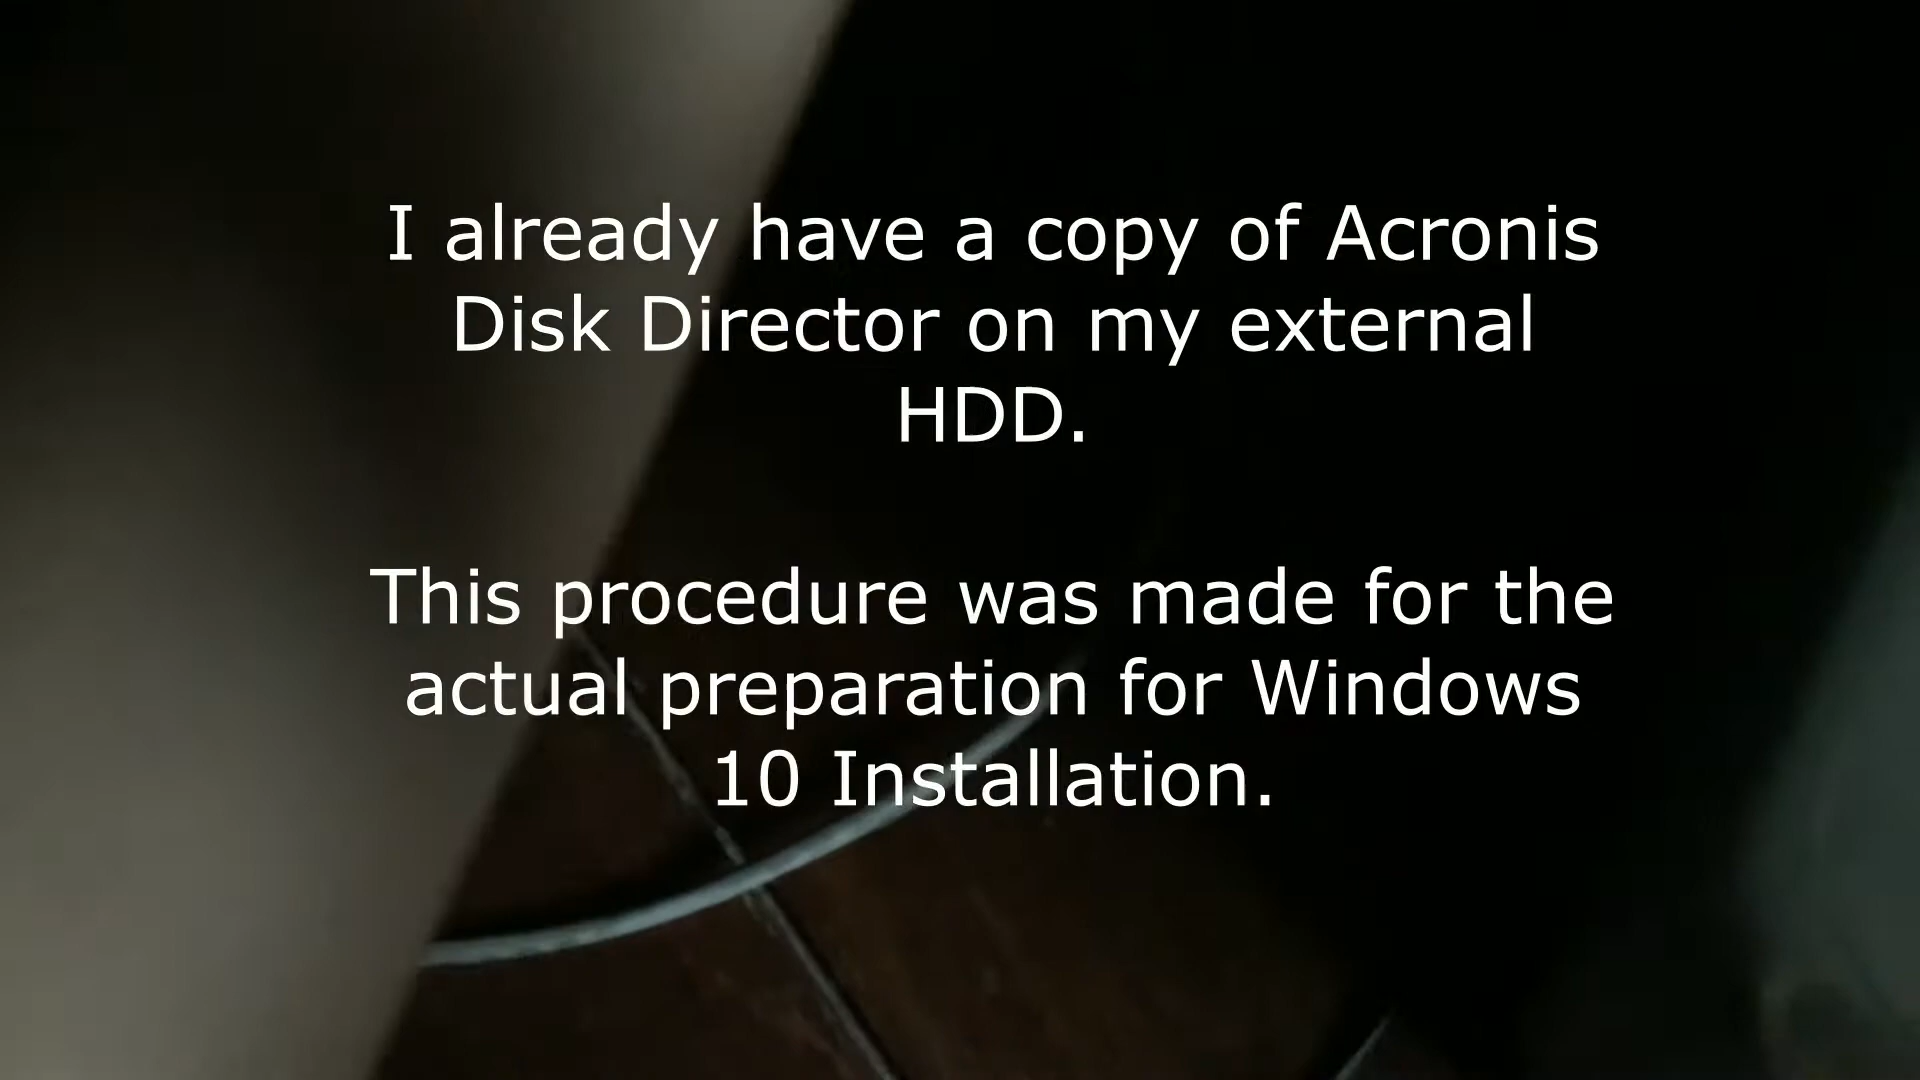 I already have a copy of Acronis
Disk Director on my external
HDD.
This procedure was made for the
actual preparation for Windows
10 Installation.